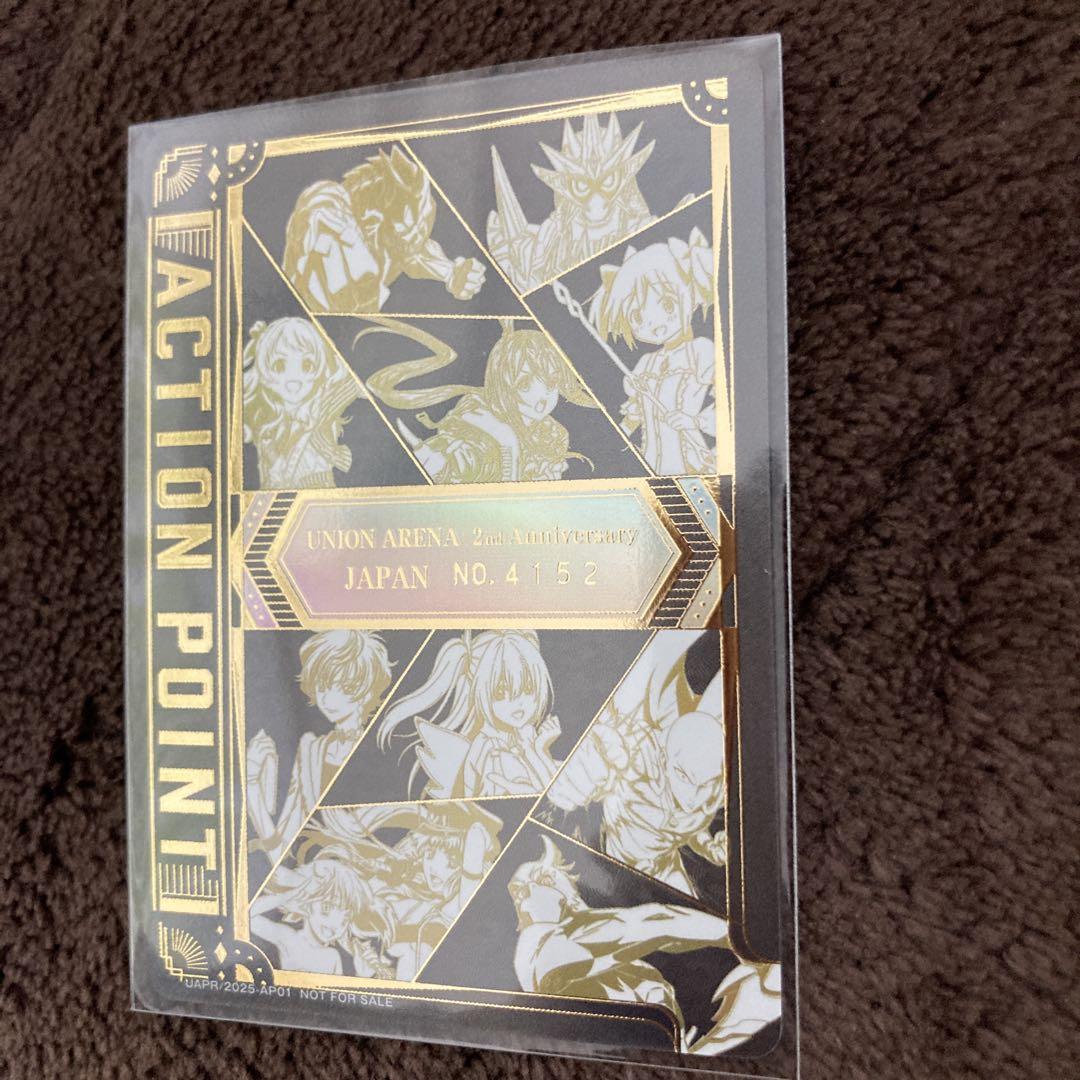 ACTION POINT
UNION ARENA 2nd Anniversary
JAPAN NO. 4152
UAPR/2025-AP01 NOT FOR SALE